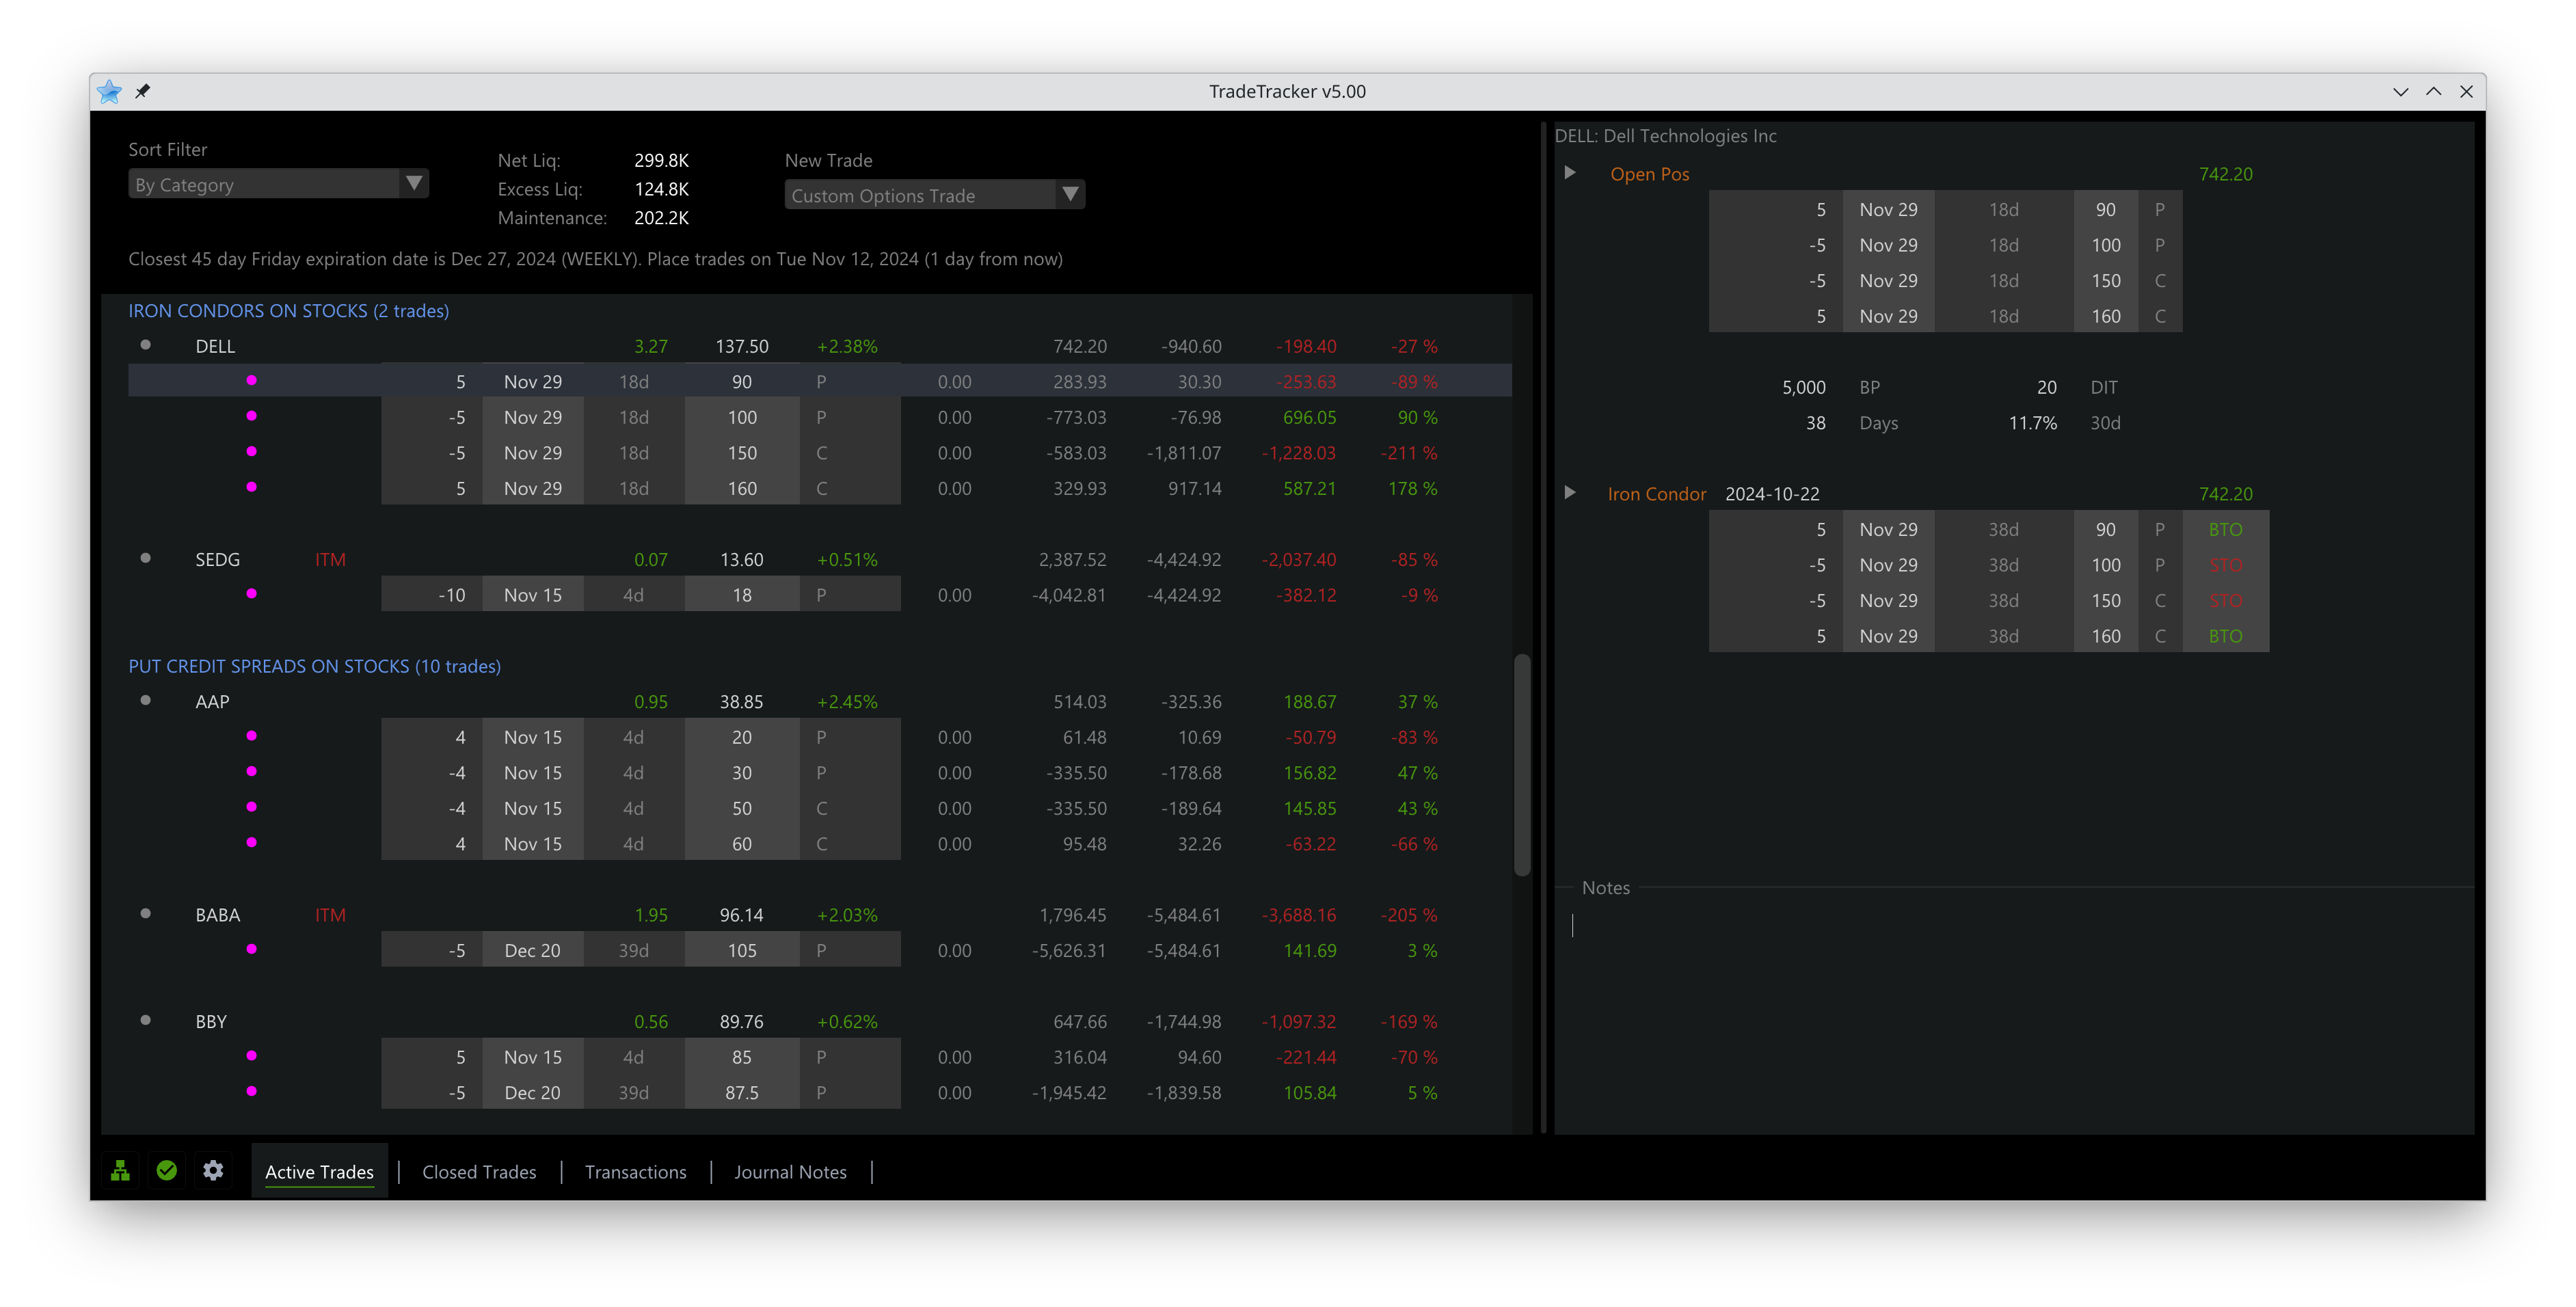 TradeTracker v5.00
Sort Filter
By Category
Net Liq: 299.8K
Excess Liq: 124.8K
Maintenance: 202.2K
New Trade
Custom Options Trade
Closest 45 day Friday expiration date is Dec 27, 2024 (WEEKLY). Place trades on Tue Nov 12, 2024 (1 day from now)
IRON CONDORS ON STOCKS (2 trades)
DELL 3.27 137.50 +2.38% 742.20 -940.60 -198.40 -27 %
5 Nov 29 18d 90 P 0.00 283.93 30.30 -253.63 -89 %
-5 Nov 29 18d 100 P 0.00 -773.03 -76.98 696.05 90 %
-5 Nov 29 18d 150 C 0.00 -583.03 -1,811.07 -1,228.03 -211 %
5 Nov 29 18d 160 C 0.00 329.93 917.14 587.21 178 %
SEDG ITM 0.07 13.60 +0.51% 2,387.52 -4,424.92 -2,037.40 -85 %
-10 Nov 15 4d 18 P 0.00 -4,042.81 -4,424.92 -382.12 -9 %
PUT CREDIT SPREADS ON STOCKS (10 trades)
AAP 0.95 38.85 +2.45% 514.03 -325.36 188.67 37 %
4 Nov 15 4d 20 P 0.00 61.48 10.69 -50.79 -83 %
-4 Nov 15 4d 30 P 0.00 -335.50 -178.68 156.82 47 %
-4 Nov 15 4d 50 C 0.00 -335.50 -189.64 145.85 43 %
4 Nov 15 4d 60 C 0.00 95.48 32.26 -63.22 -66 %
BABA ITM 1.95 96.14 +2.03% 1,796.45 -5,484.61 -3,688.16 -205 %
-5 Dec 20 39d 105 P 0.00 -5,626.31 -5,484.61 141.69 3 %
BBY 0.56 89.76 +0.62% 647.66 -1,744.98 -1,097.32 -169 %
5 Nov 15 4d 85 P 0.00 316.04 94.60 -221.44 -70 %
-5 Dec 20 39d 87.5 P 0.00 -1,945.42 -1,839.58 105.84 5 %
DELL: Dell Technologies Inc
Open Pos 742.20
5 Nov 29 18d 90 P
-5 Nov 29 18d 100 P
-5 Nov 29 18d 150 C
5 Nov 29 18d 160 C
5,000 BP 20 DIT
38 Days 11.7% 30d
Iron Condor 2024-10-22 742.20
5 Nov 29 38d 90 P BTO
-5 Nov 29 38d 100 P STO
-5 Nov 29 38d 150 C STO
5 Nov 29 38d 160 C BTO
Notes
Active Trades | Closed Trades | Transactions | Journal Notes |